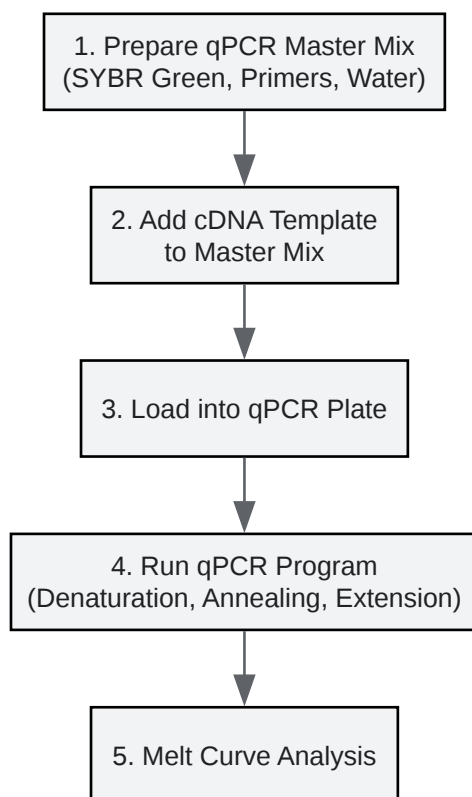 1. Prepare qPCR Master Mix
(SYBR Green, Primers, Water)
2. Add cDNA Template
to Master Mix
3. Load into qPCR Plate
4. Run qPCR Program
(Denaturation, Annealing, Extension)
5. Melt Curve Analysis